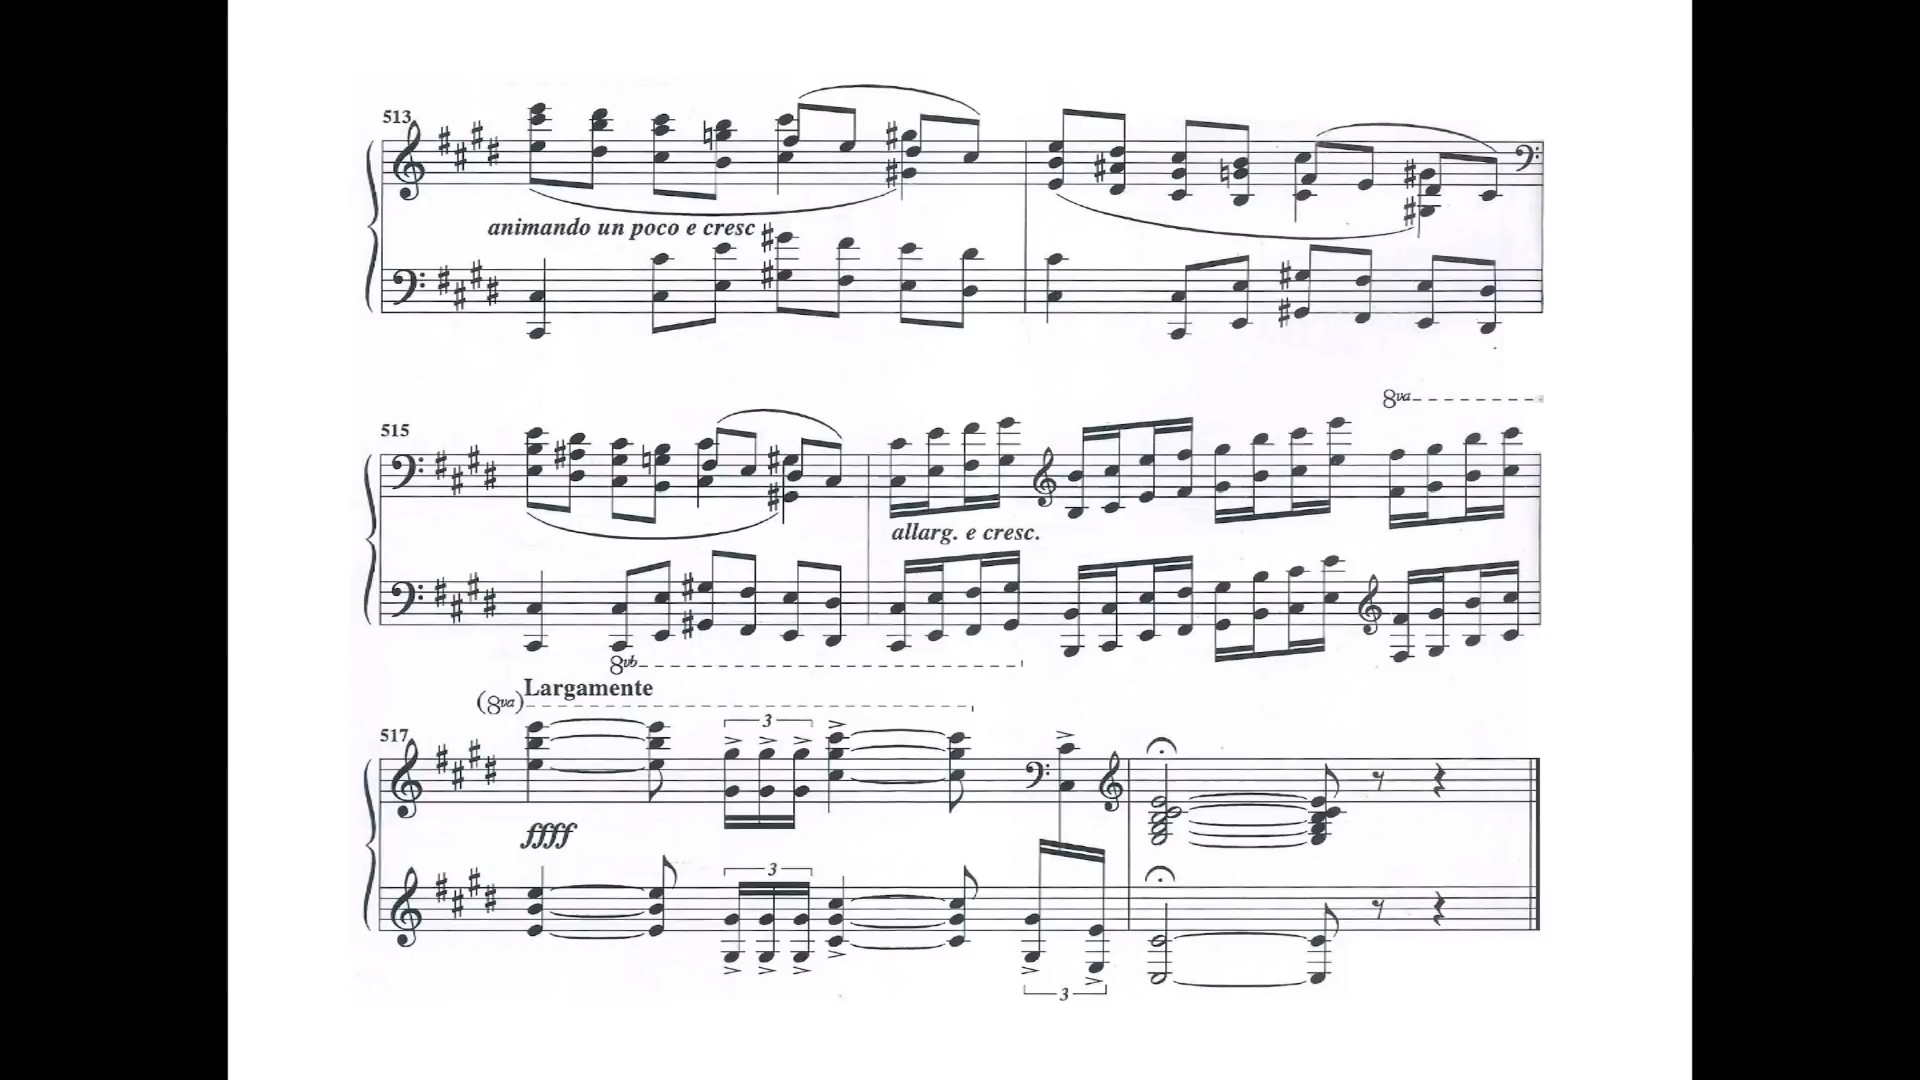 513
animando un poco e cresc
515
8va
allarg. e cresc.
8vb
(8va) Largamente
517
3
ffff
3
3